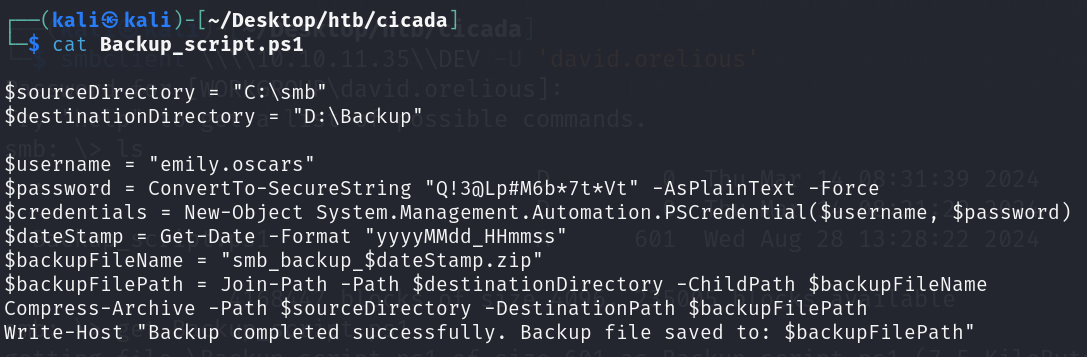 ┌──(kali㉿kali)-[~/Desktop/htb/cicada]
└─$ cat Backup_script.ps1
$sourceDirectory = "C:\smb"
$destinationDirectory = "D:\Backup"
$username = "emily.oscars"
$password = ConvertTo-SecureString "Q!3@Lp#M6b*7t*Vt" -AsPlainText -Force
$credentials = New-Object System.Management.Automation.PSCredential($username, $password)
$dateStamp = Get-Date -Format "yyyyMMdd_HHmmss"
$backupFileName = "smb_backup_$dateStamp.zip"
$backupFilePath = Join-Path -Path $destinationDirectory -ChildPath $backupFileName
Compress-Archive -Path $sourceDirectory -DestinationPath $backupFilePath
Write-Host "Backup completed successfully. Backup file saved to: $backupFilePath"